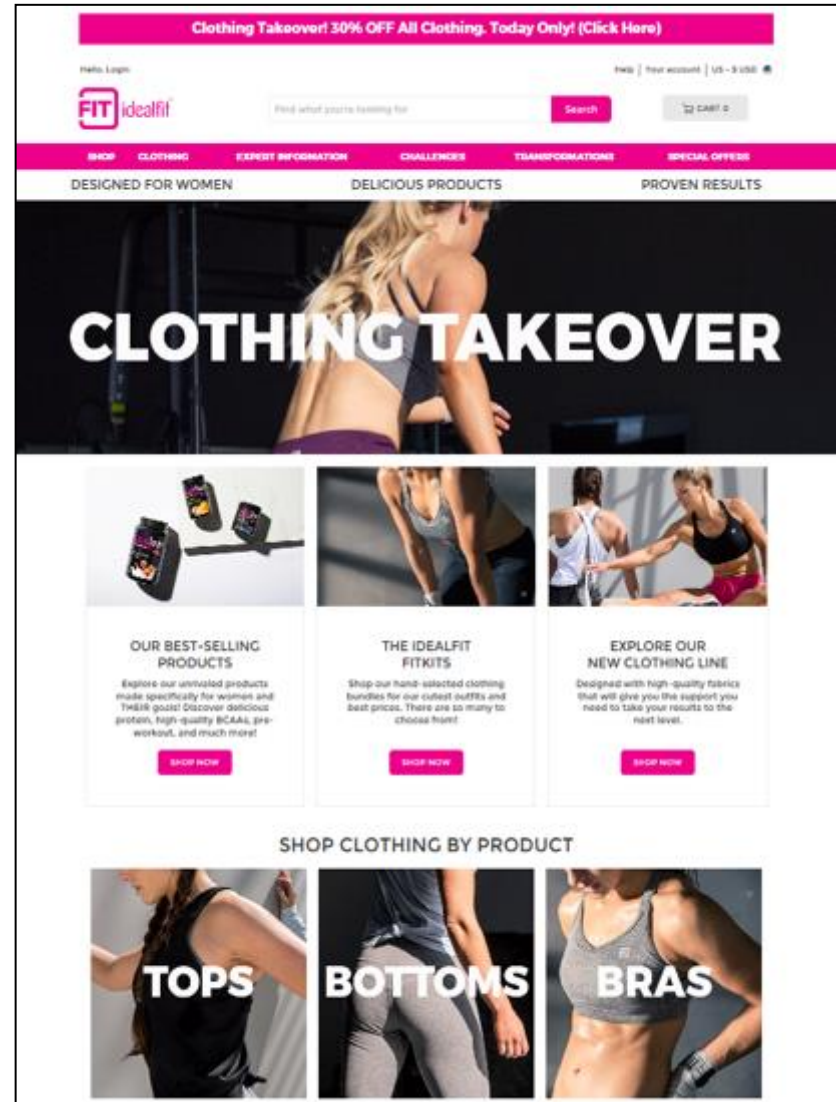 Clothing Takeover! 30% OFF All Clothing. Today Only! (Click Here)
Hello, Login
Help | Your account | US - $ USD
FIT idealfit
Find what you're looking for
Search
CART 0
SHOP CLOTHING EXPERT INFORMATION CHALLENGES TRANSFORMATIONS SPECIAL OFFERS
DESIGNED FOR WOMEN DELICIOUS PRODUCTS PROVEN RESULTS
CLOTHING TAKEOVER
OUR BEST-SELLING
PRODUCTS
Explore our unrivaled products
made specifically for women and
THEIR goals! Discover delicious
protein, high-quality BCAAs, pre-
workout, and much more!
SHOP NOW
THE IDEALFIT
FITKITS
Shop our hand-selected clothing
bundles for our cutest outfits and
best prices. There are so many to
choose from!
SHOP NOW
EXPLORE OUR
NEW CLOTHING LINE
Designed with high-quality fabrics
that will give you the support you
need to take your results to the
next level.
SHOP NOW
SHOP CLOTHING BY PRODUCT
TOPS
BOTTOMS
BRAS